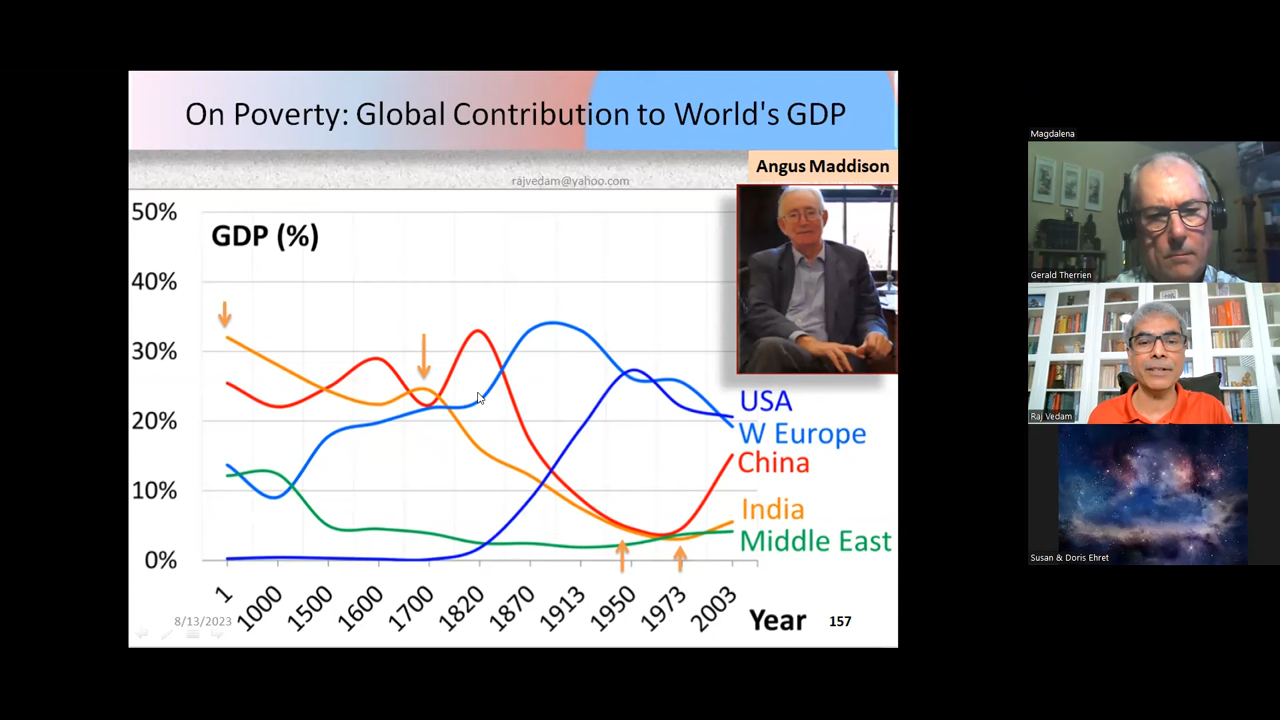 On Poverty: Global Contribution to World's GDP
Angus Maddison
rajvedam@yahoo.com
50%
GDP (%)
40%
30%
20%
10%
0%
USA
W Europe
China
India
Middle East
1
1000
1500
1600
1700
1820
1870
1913
1950
1973
2003
Year
8/13/2023
157
Magdalena
Gerald Therrien
Raj Vedam
Susan & Doris Ehret